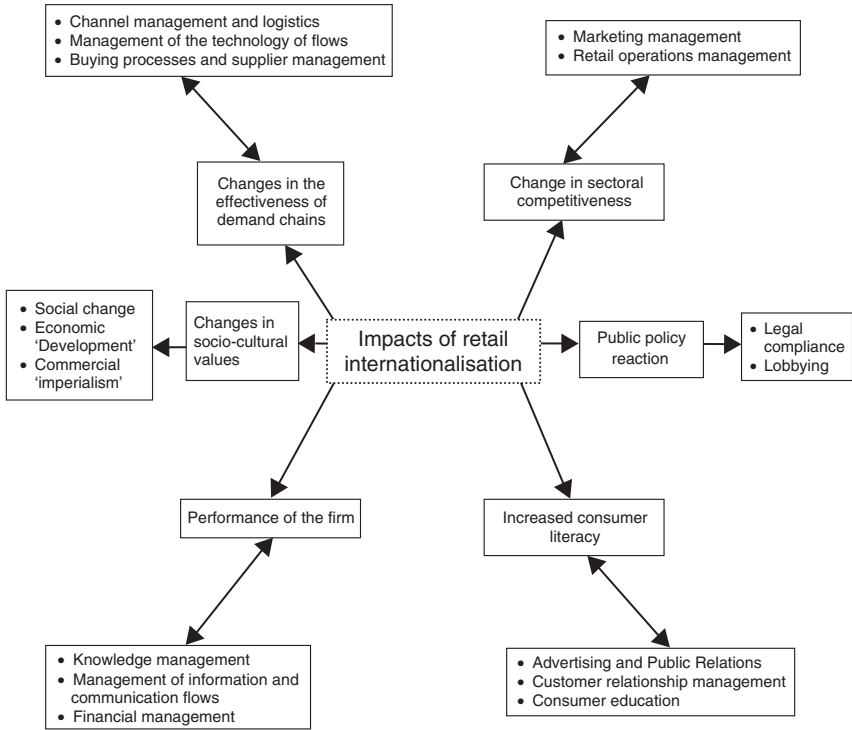 • Channel management and logistics
• Management of the technology of flows
• Buying processes and supplier management
• Marketing management
• Retail operations management
Changes in the
effectiveness of
demand chains
Change in sectoral
competitiveness
• Social change
• Economic
‘Development’
• Commercial
‘imperialism’
Changes in
socio-cultural
values
Impacts of retail
internationalisation
Public policy
reaction
• Legal
compliance
• Lobbying
Performance of the firm
Increased consumer
literacy
• Knowledge management
• Management of information and
communication flows
• Financial management
• Advertising and Public Relations
• Customer relationship management
• Consumer education